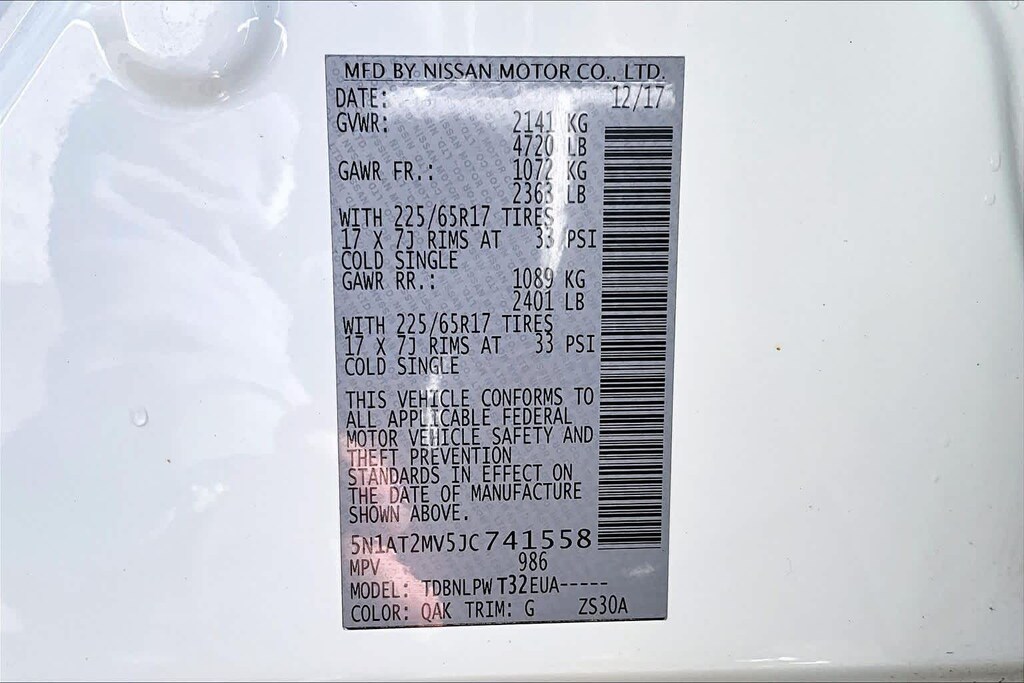 MFD BY NISSAN MOTOR CO., LTD.
DATE: 12/17
GVWR: 2141 KG
4720 LB
GAWR FR.: 1072 KG
2363 LB
WITH 225/65R17 TIRES
17 X 7J RIMS AT 33 PSI
COLD SINGLE
GAWR RR.: 1089 KG
2401 LB
WITH 225/65R17 TIRES
17 X 7J RIMS AT 33 PSI
COLD SINGLE
THIS VEHICLE CONFORMS TO
ALL APPLICABLE FEDERAL
MOTOR VEHICLE SAFETY AND
THEFT PREVENTION
STANDARDS IN EFFECT ON
THE DATE OF MANUFACTURE
SHOWN ABOVE.
5N1AT2MV5JC741558
MPV 986
MODEL: TDBNLPW T32EUA-----
COLOR: QAK TRIM: G ZS30A